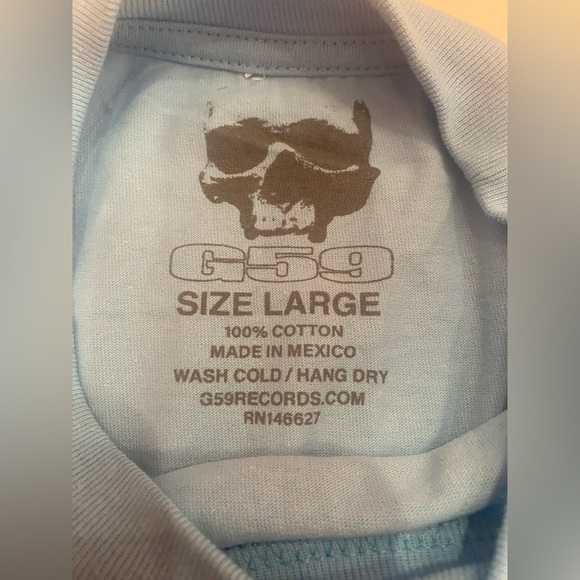 G59
SIZE LARGE
100% COTTON
MADE IN MEXICO
WASH COLD / HANG DRY
G59RECORDS.COM
RN146627